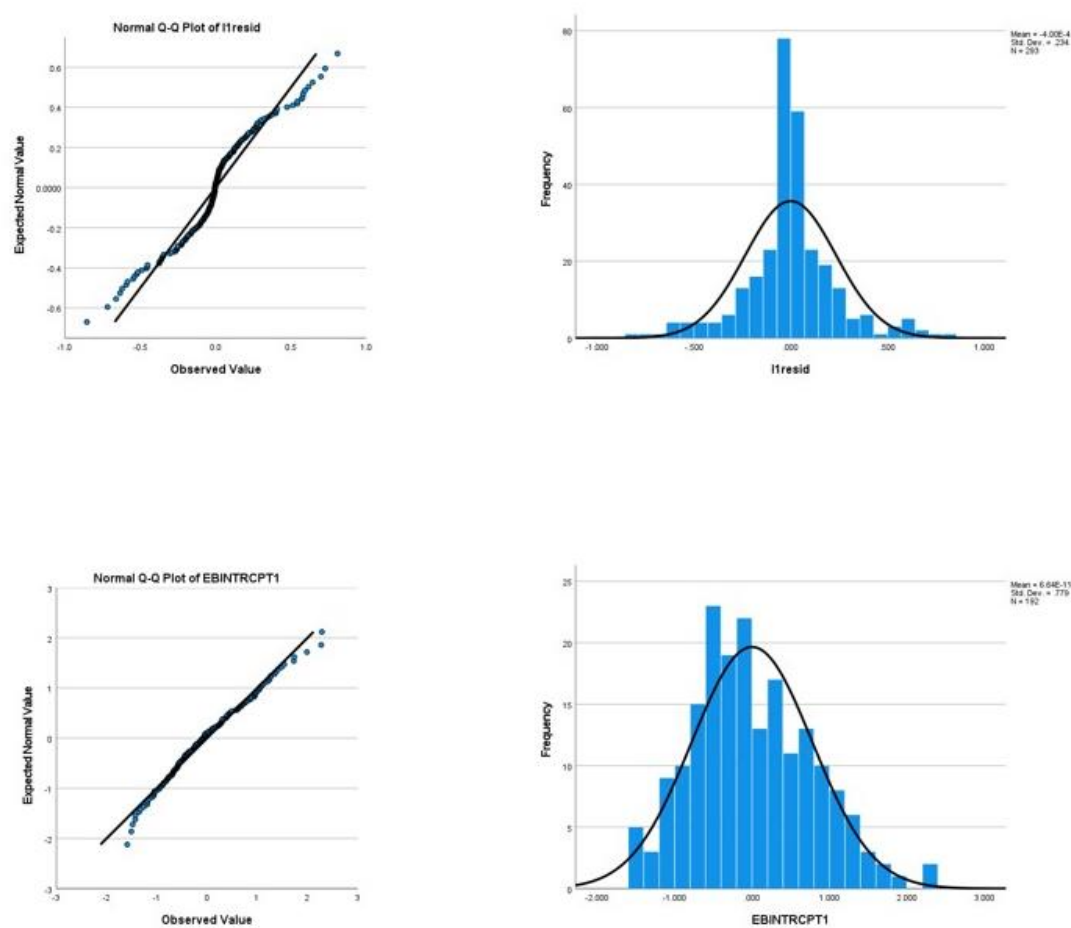 Normal Q-Q Plot of l1resid
Expected Normal Value
0.6
0.4
0.2
0.0000
-0.2
-0.4
-0.6
-1.0 -0.5 0.0 0.5 1.0
Observed Value
Mean = -4.00E-4
Std. Dev. = .234
N = 293
Frequency
80
60
40
20
0
-1.000 -.500 .000 .500 1.000
l1resid
Normal Q-Q Plot of EBINTRCPT1
Expected Normal Value
3
2
1
0
-1
-2
-3
-3 -2 -1 0 1 2 3
Observed Value
Mean = 6.64E-11
Std. Dev. = .779
N = 192
Frequency
25
20
15
10
5
0
-2.000 -1.000 .000 1.000 2.000 3.000
EBINTRCPT1